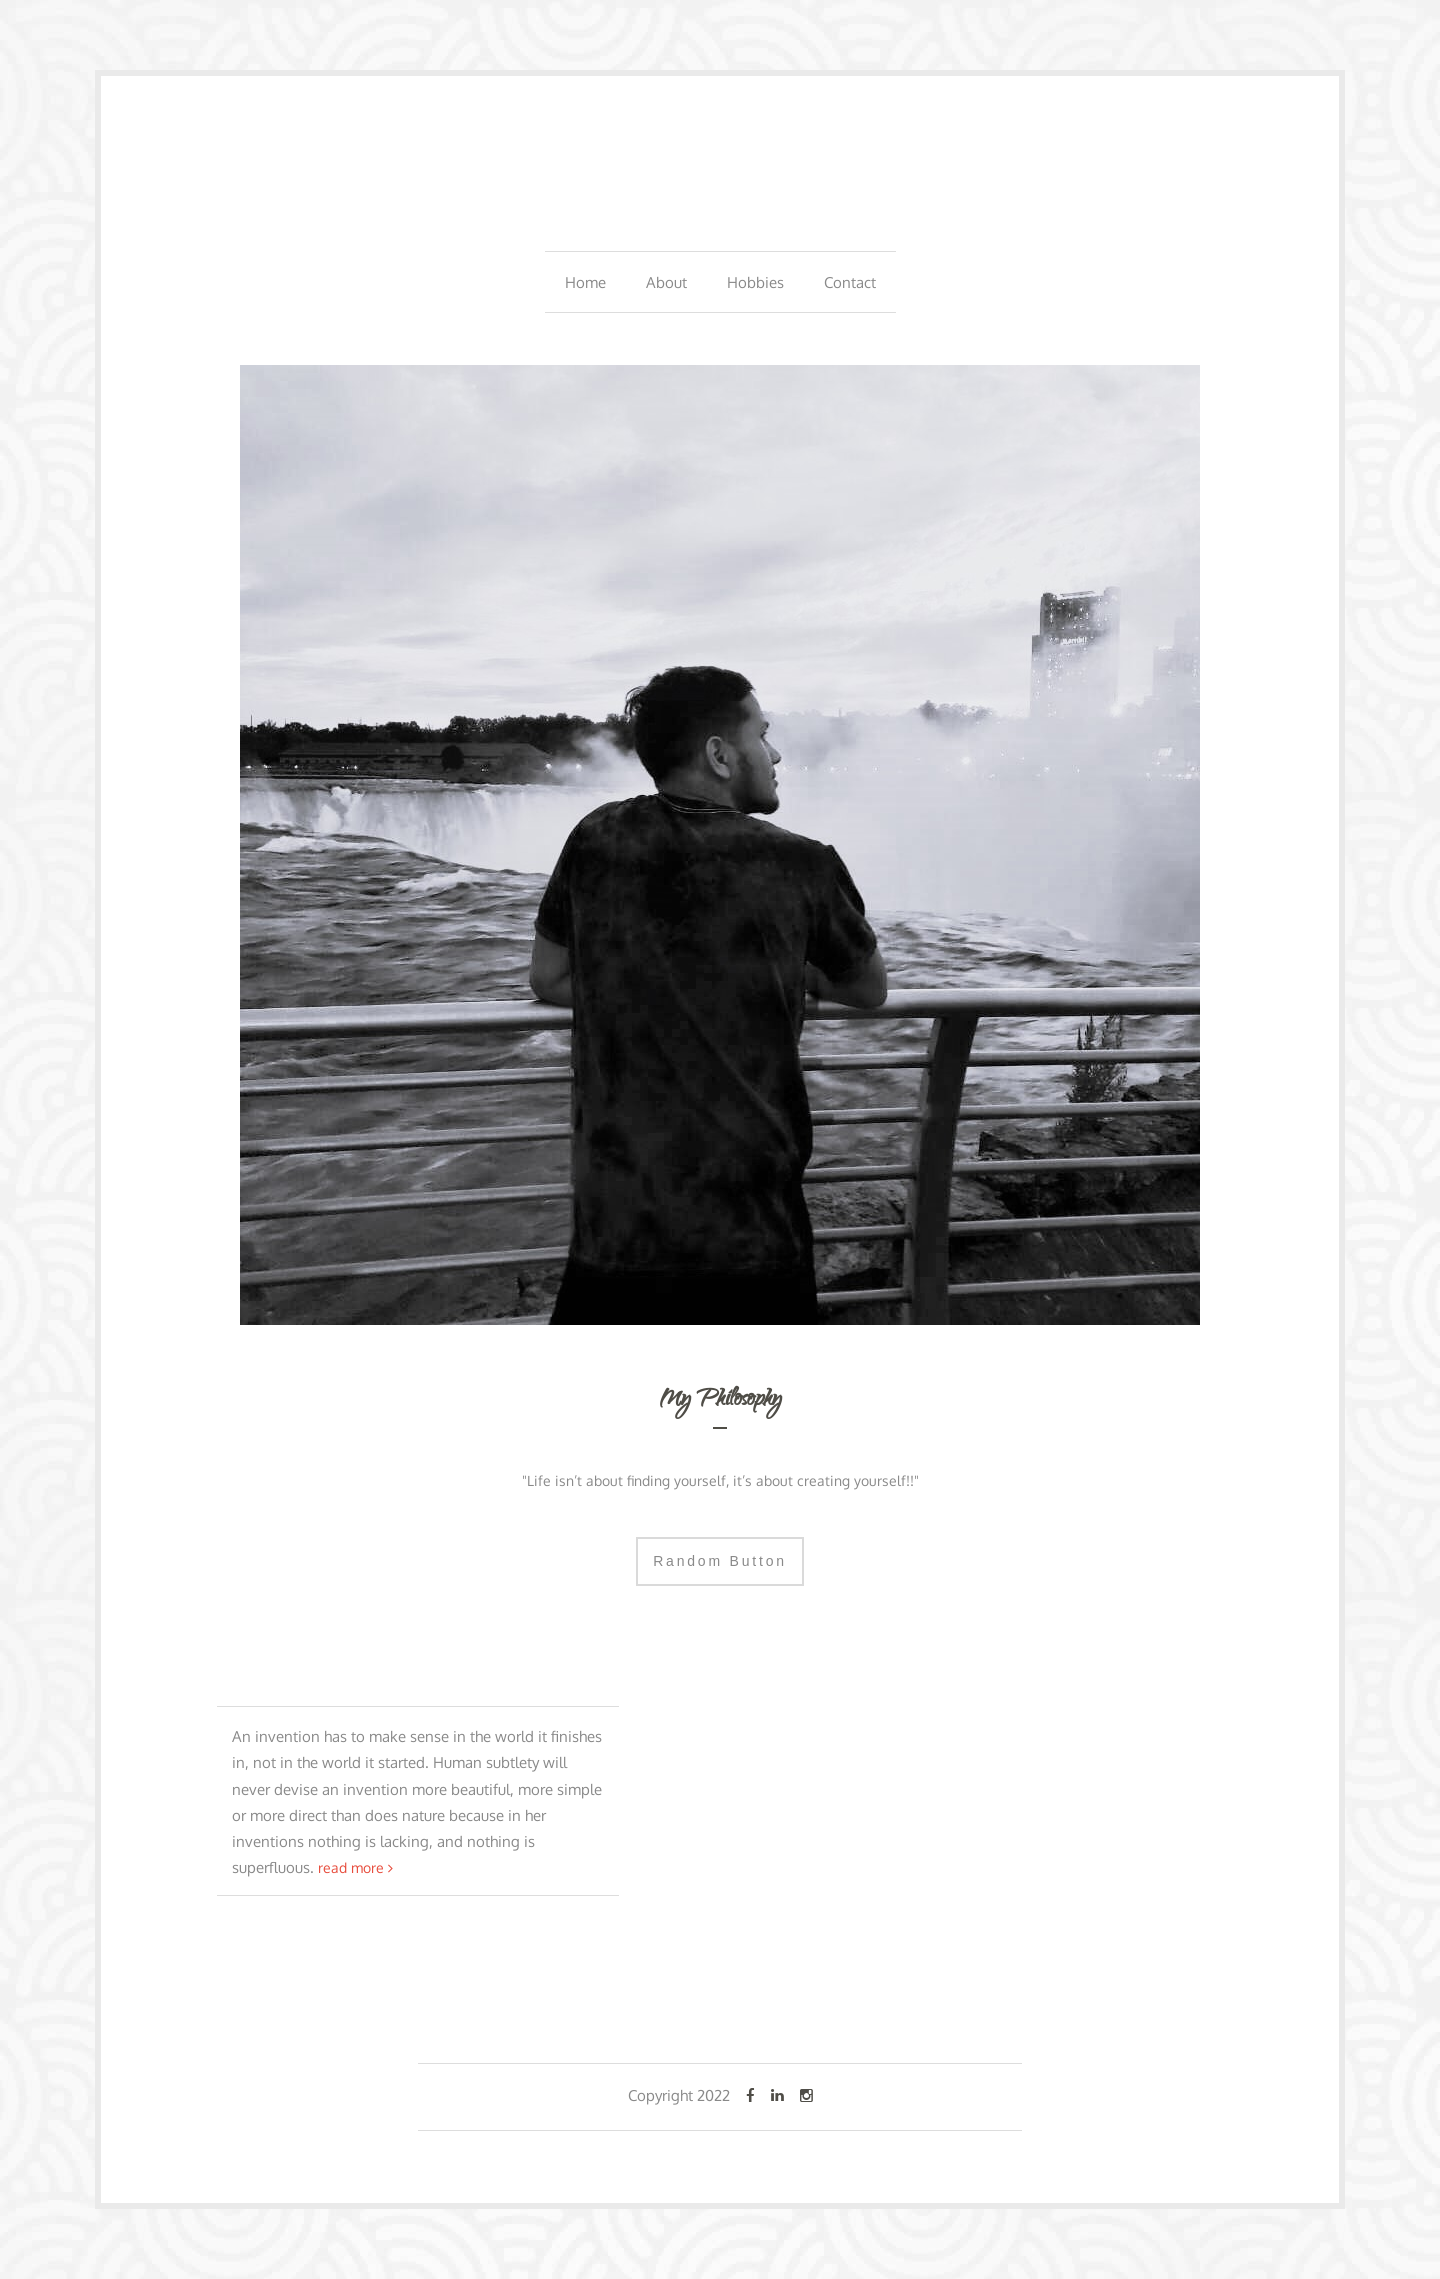 Home About Hobbies Contact
My Philosophy
"Life isn't about finding yourself, it's about creating yourself!!"
Random Button
An invention has to make sense in the world it finishes
in, not in the world it started. Human subtlety will
never devise an invention more beautiful, more simple
or more direct than does nature because in her
inventions nothing is lacking, and nothing is
superfluous. read more
Copyright 2022